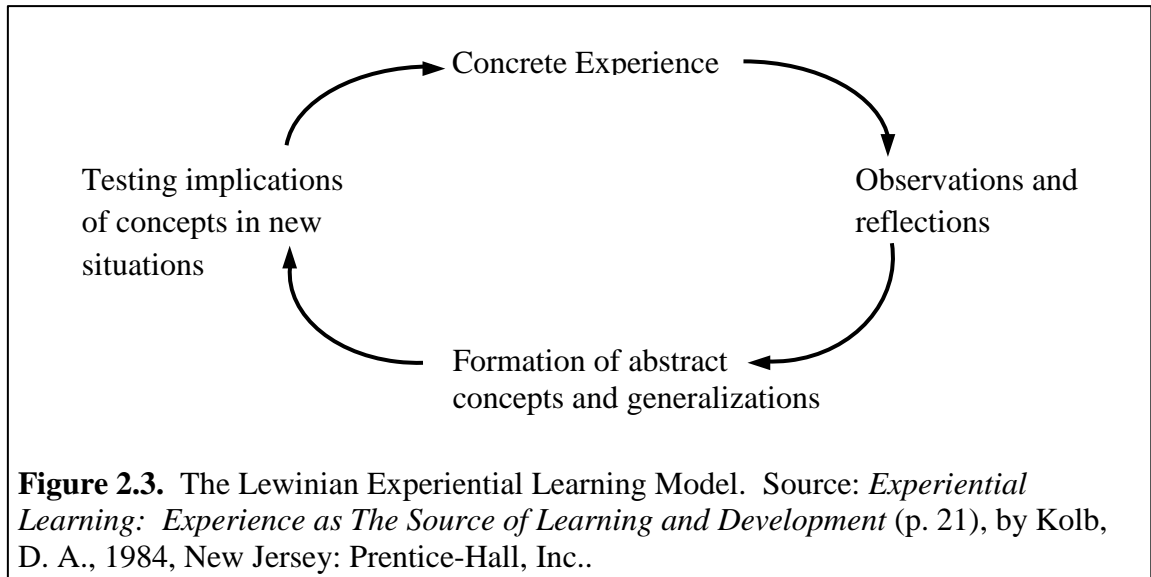 Concrete Experience
Testing implications
of concepts in new
situations
Observations and
reflections
Formation of abstract
concepts and generalizations
Figure 2.3.  The Lewinian Experiential Learning Model.  Source: Experiential
Learning:  Experience as The Source of Learning and Development (p. 21), by Kolb,
D. A., 1984, New Jersey: Prentice-Hall, Inc..